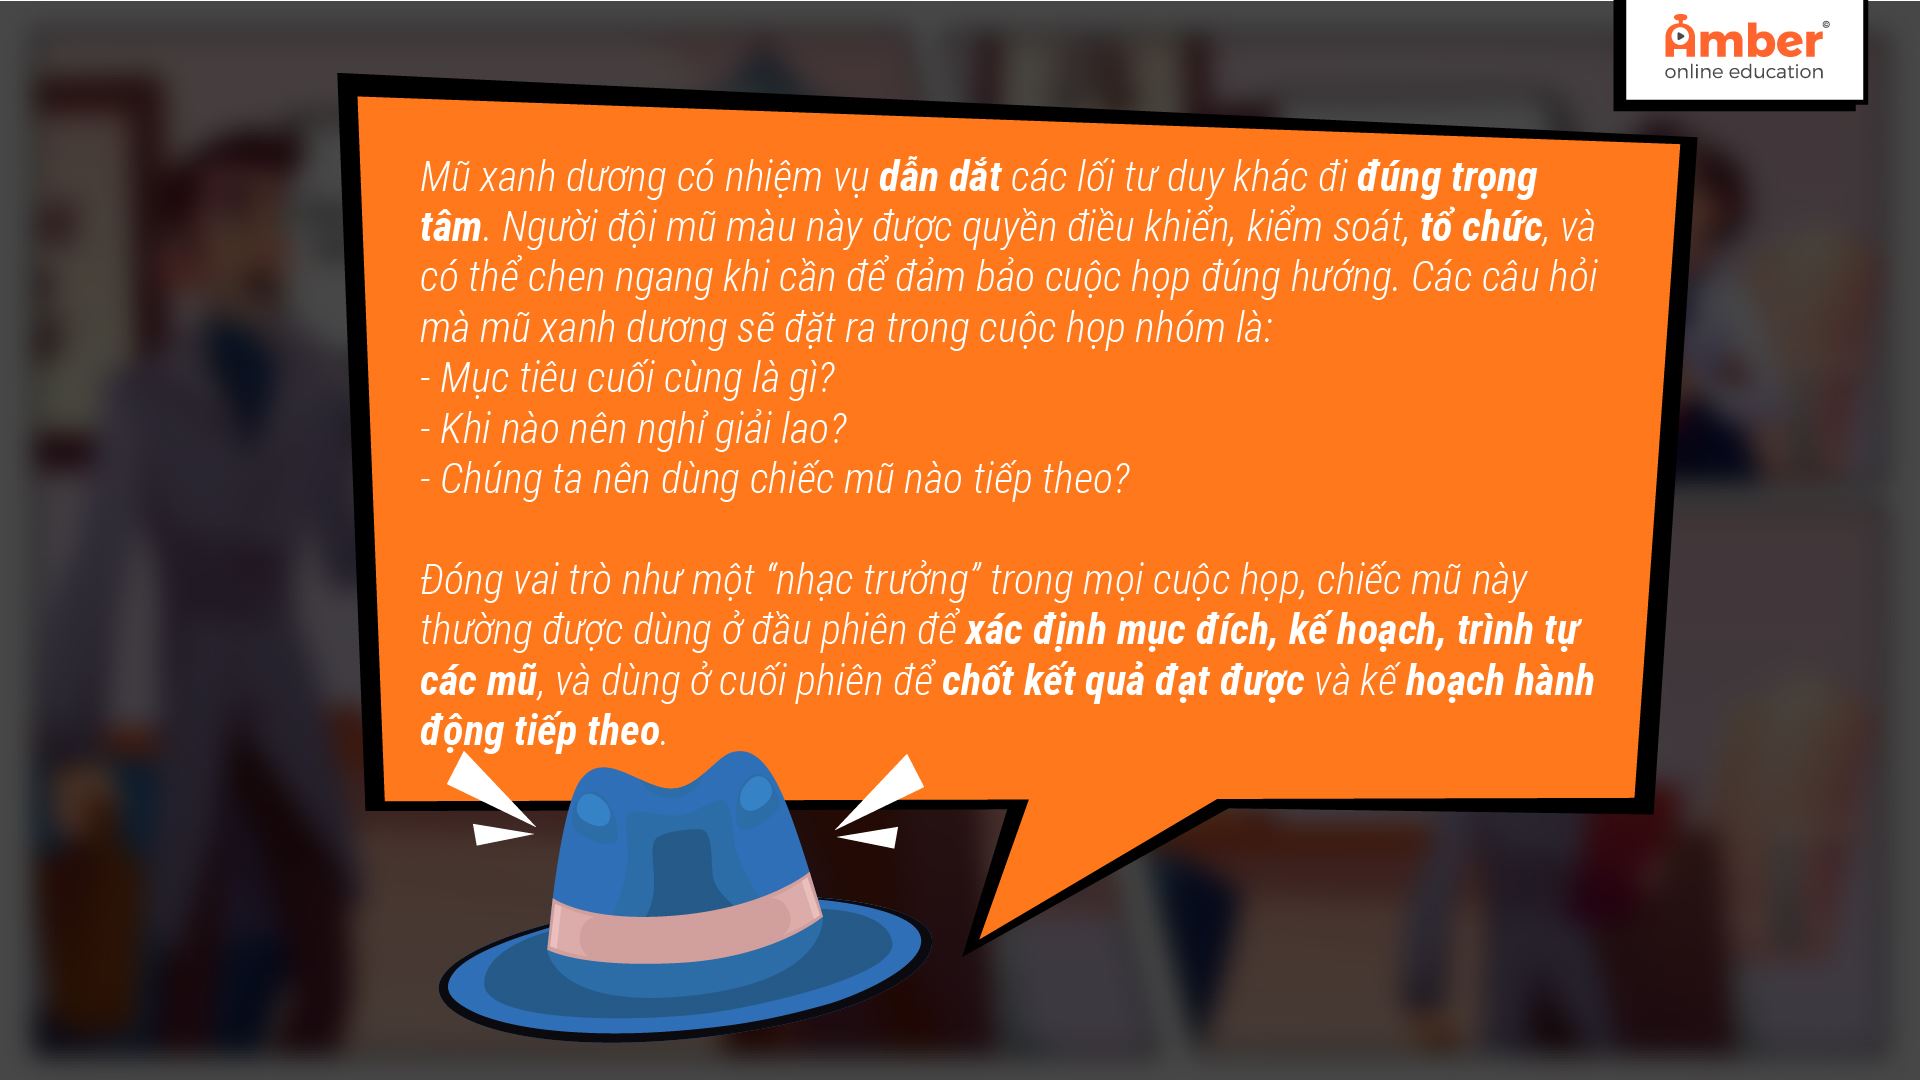 Amber
online education
Mũ xanh dương có nhiệm vụ dẫn dắt các lối tư duy khác đi đúng trọng
tâm. Người đội mũ màu này được quyền điều khiển, kiểm soát, tổ chức, và
có thể chen ngang khi cần để đảm bảo cuộc họp đúng hướng. Các câu hỏi
mà mũ xanh dương sẽ đặt ra trong cuộc họp nhóm là:
- Mục tiêu cuối cùng là gì?
- Khi nào nên nghỉ giải lao?
- Chúng ta nên dùng chiếc mũ nào tiếp theo?
Đóng vai trò như một “nhạc trưởng” trong mọi cuộc họp, chiếc mũ này
thường được dùng ở đầu phiên để xác định mục đích, kế hoạch, trình tự
các mũ, và dùng ở cuối phiên để chốt kết quả đạt được và kế hoạch hành
động tiếp theo.